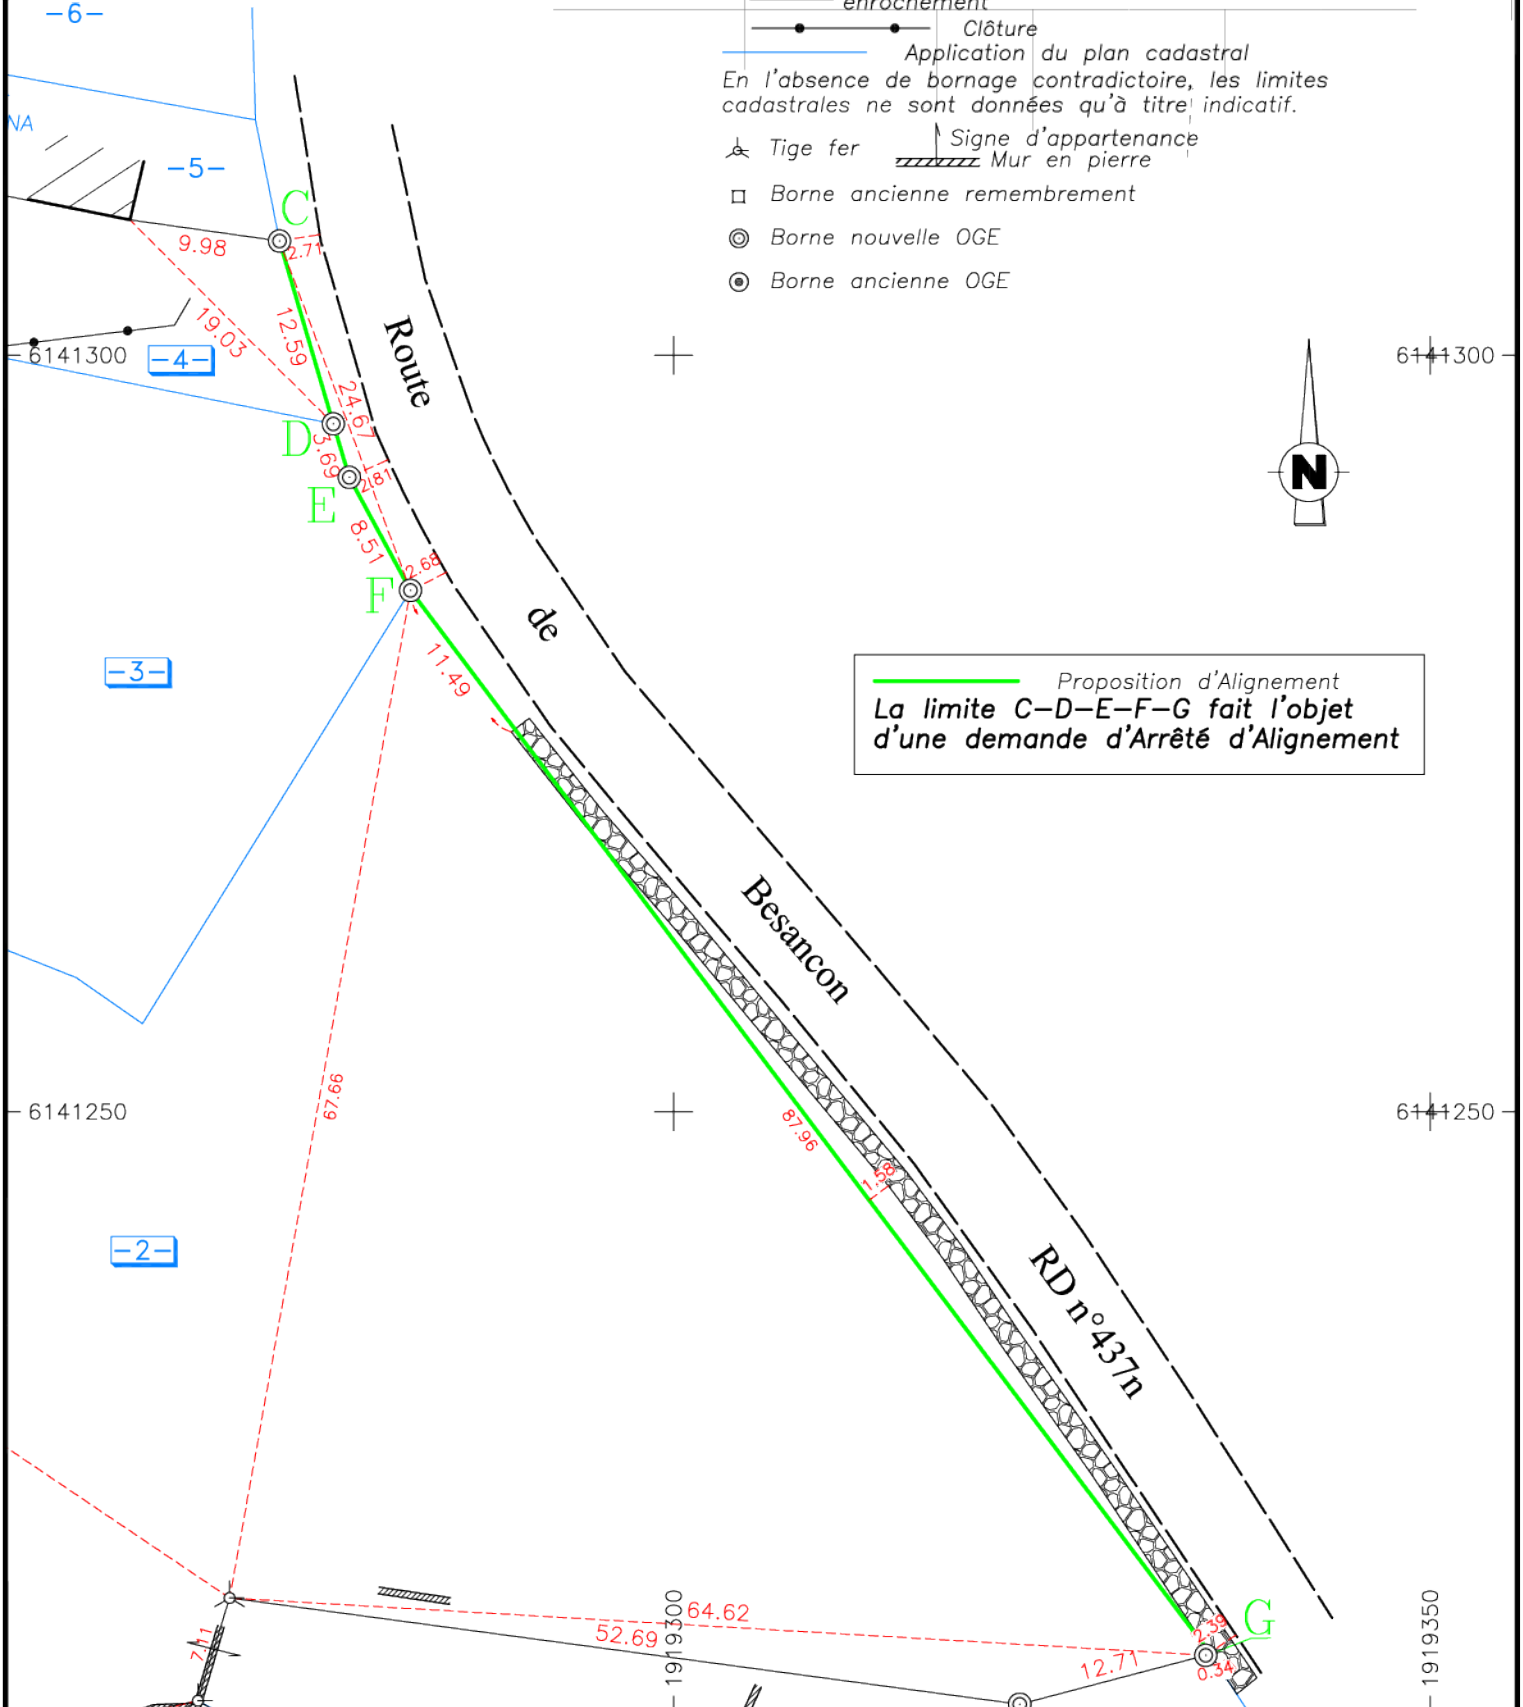 -6-
enrochement
Clôture
Application du plan cadastral
En l'absence de bornage contradictoire, les limites
cadastrales ne sont données qu'à titre indicatif.
NA
Tige fer
Signe d'appartenance
Mur en pierre
-5-
Borne ancienne remembrement
C
9.98
2.71
Borne nouvelle OGE
Borne ancienne OGE
19.03
12.59
Route
6141300
-4-
6141300
24.67
D
3.69
N
2.81
E
8.51
2.68
F
de
11.49
-3-
Proposition d'Alignement
La limite C-D-E-F-G fait l'objet
d'une demande d'Arrêté d'Alignement
Besancon
67.66
6141250
6141250
87.96
1.58
-2-
RD n°437n
1919300
1919350
64.62
52.69
G
2.39
7.11
12.71
0.34